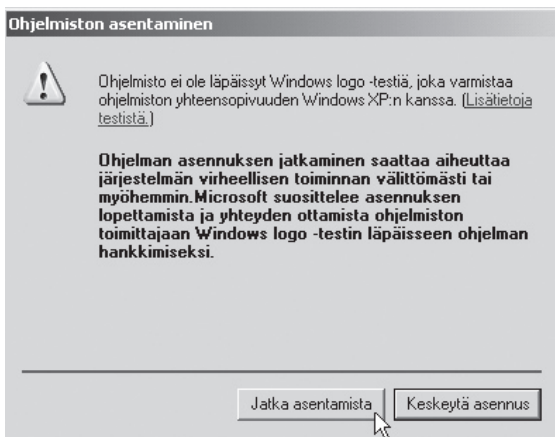 Ohjelmiston asentaminen
Ohjelmisto ei ole läpäissyt Windows logo -testiä, joka varmistaa
ohjelmiston yhteensopivuuden Windows XP:n kanssa. (Lisätietoja
testistä.)
Ohjelman asennuksen jatkaminen saattaa aiheuttaa
järjestelmän virheellisen toiminnan välittömästi tai
myöhemmin.Microsoft suosittelee asennuksen
lopettamista ja yhteyden ottamista ohjelmiston
toimittajaan Windows logo -testin läpäisseen ohjelman
hankkimiseksi.
Jatka asentamista
Keskeytä asennus